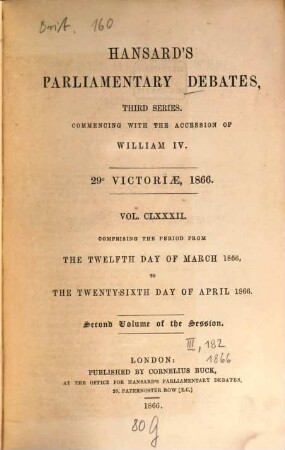 Brit. 160
HANSARD'S
PARLIAMENTARY DEBATES,
THIRD SERIES.
COMMENCING WITH THE ACCESSION OF
WILLIAM IV.
29° VICTORIÆ, 1866.
VOL. CLXXXII.
COMPRISING THE PERIOD FROM
THE TWELFTH DAY OF MARCH 1866,
TO
THE TWENTY-SIXTH DAY OF APRIL 1866.
Second Volume of the Session.
III, 182
1866
LONDON:
PUBLISHED BY CORNELIUS BUCK,
AT THE OFFICE FOR HANSARD'S PARLIAMENTARY DEBATES,
23, PATERNOSTER ROW [E.C.]
1866.
80 g